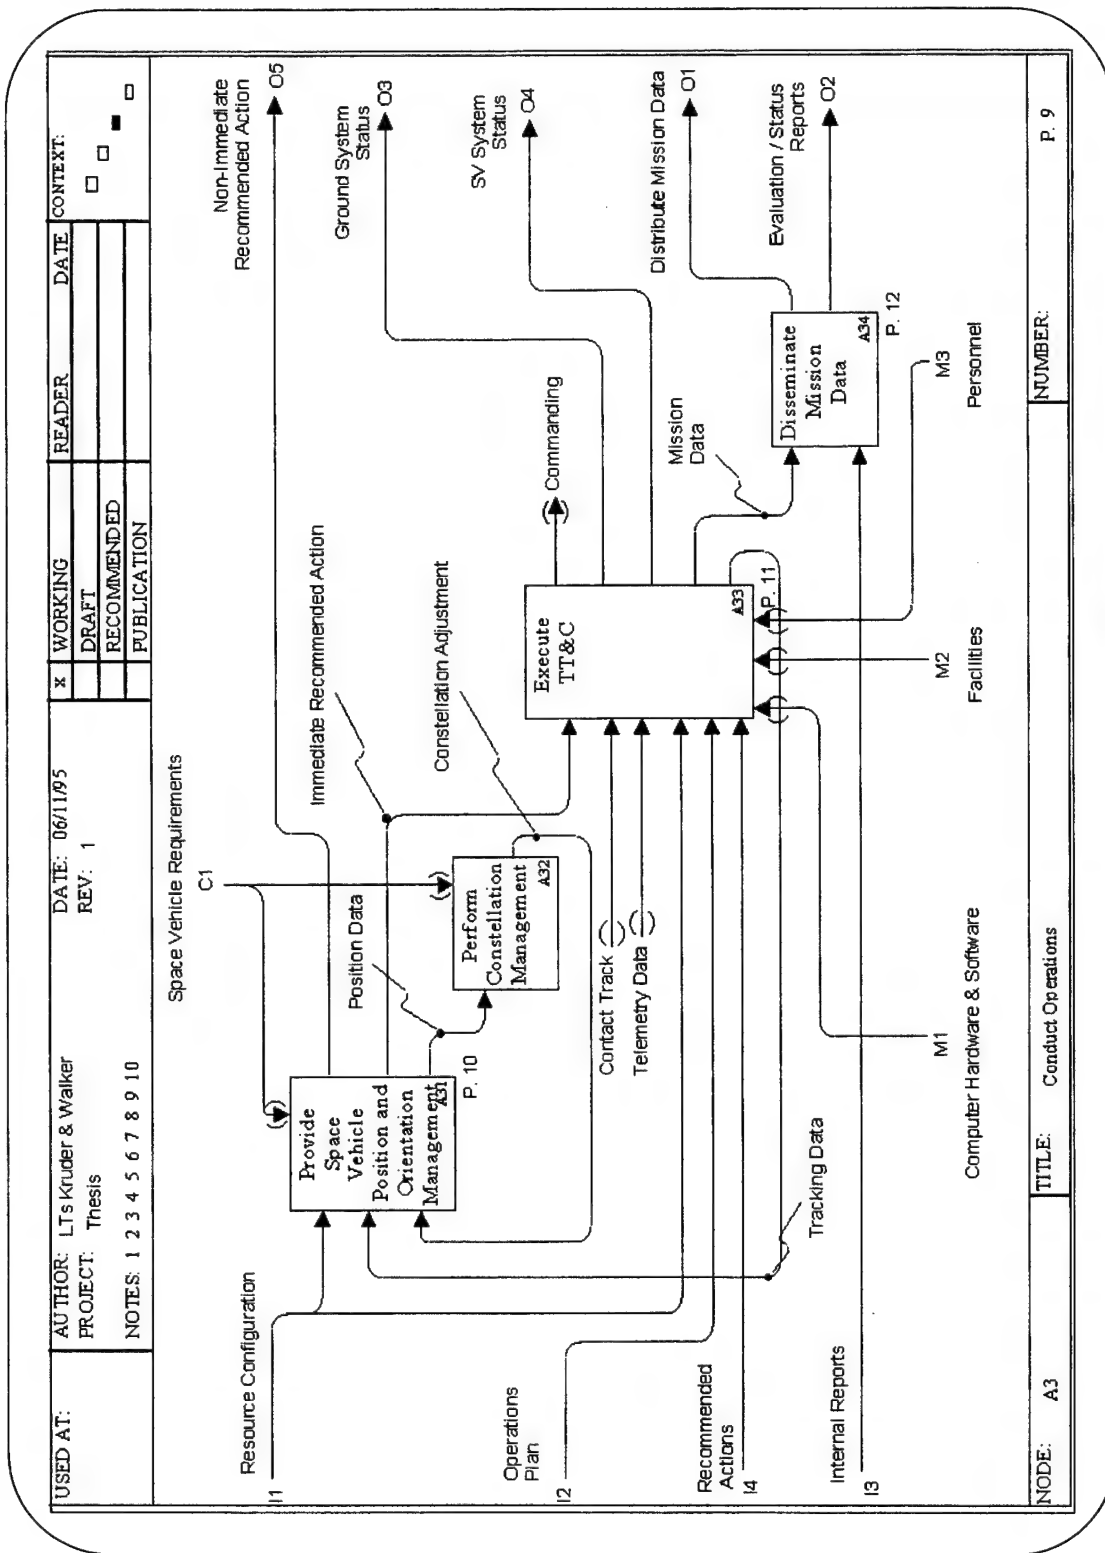 USED AT:
AUTHOR: LTs Kruder & Walker
PROJECT: Thesis
NOTES: 1 2 3 4 5 6 7 8 9 10
DATE: 06/11/95
REV: 1
x WORKING
DRAFT
RECOMMENDED
PUBLICATION
READER DATE
CONTEXT:
Space Vehicle Requirements
C1
Resource Configuration
I1
Non-Immediate
Recommended Action
O5
Provide
Space
Vehicle
Position and
Orientation
Management
A31
P. 10
Position Data
Immediate Recommended Action
Ground System
Status
O3
Perform
Constellation
Management
A32
Constellation Adjustment
SV System
Status
O4
Commanding
Execute
TT&C
A33
P. 11
Contact Track
Telemetry Data
Operations
Plan
I2
Mission
Data
Distribute Mission Data
O1
Recommended
Actions
I4
Tracking Data
Disseminate
Mission
Data
A34
P. 12
Evaluation / Status
Reports
O2
Internal Reports
I3
M1
Computer Hardware & Software
M2
Facilities
M3
Personnel
NODE: A3
TITLE: Conduct Operations
NUMBER:
P. 9